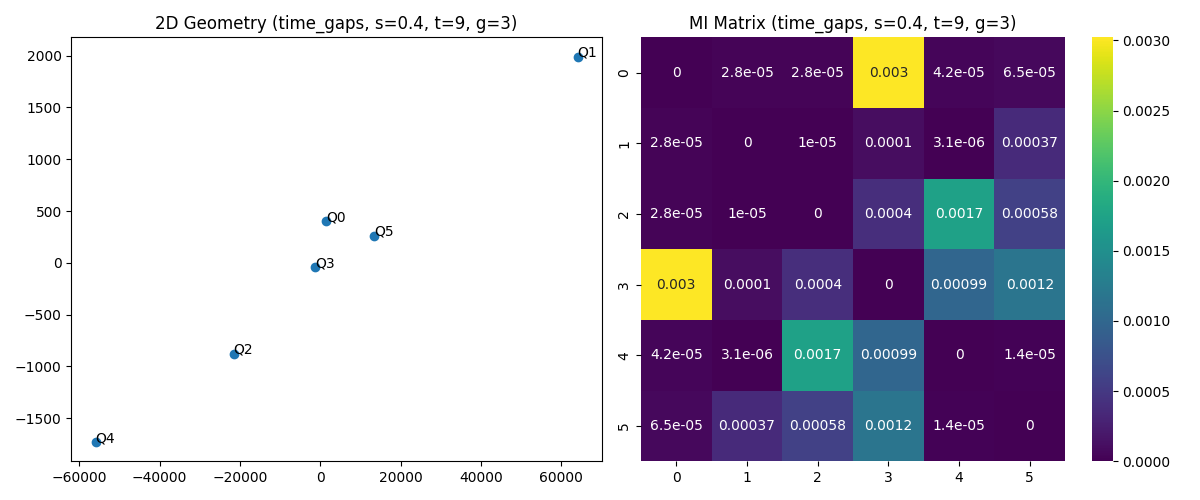 2D Geometry (time_gaps, s=0.4, t=9, g=3)
2000
1500
1000
500
0
−500
−1000
−1500
−60000 −40000 −20000 0 20000 40000 60000
Q1
Q0
Q5
Q3
Q2
Q4
MI Matrix (time_gaps, s=0.4, t=9, g=3)
0 0 2.8e-05 2.8e-05 0.003 4.2e-05 6.5e-05
1 2.8e-05 0 1e-05 0.0001 3.1e-06 0.00037
2 2.8e-05 1e-05 0 0.0004 0.0017 0.00058
3 0.003 0.0001 0.0004 0 0.00099 0.0012
4 4.2e-05 3.1e-06 0.0017 0.00099 0 1.4e-05
5 6.5e-05 0.00037 0.00058 0.0012 1.4e-05 0
0 1 2 3 4 5
0.0030
0.0025
0.0020
0.0015
0.0010
0.0005
0.0000